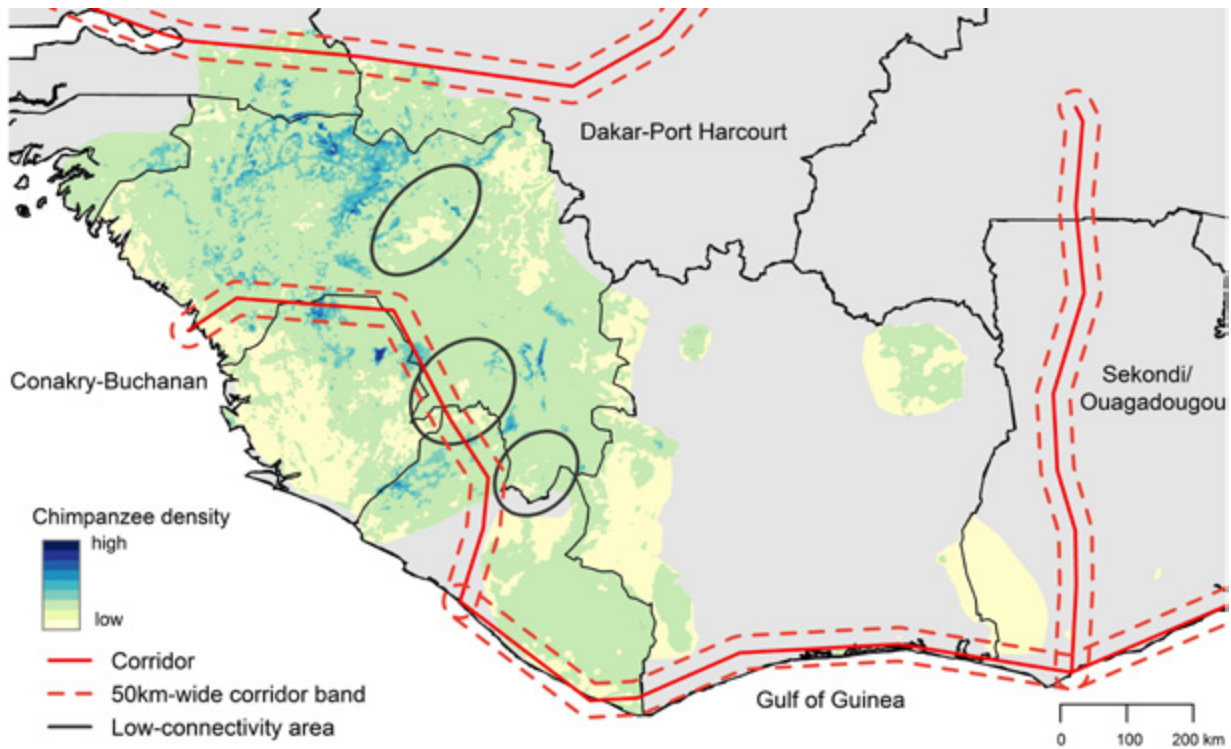 Dakar-Port Harcourt
Conakry-Buchanan
Sekondi/
Ouagadougou
Chimpanzee density
high
low
Corridor
50km-wide corridor band
Low-connectivity area
Gulf of Guinea
0 100 200 km